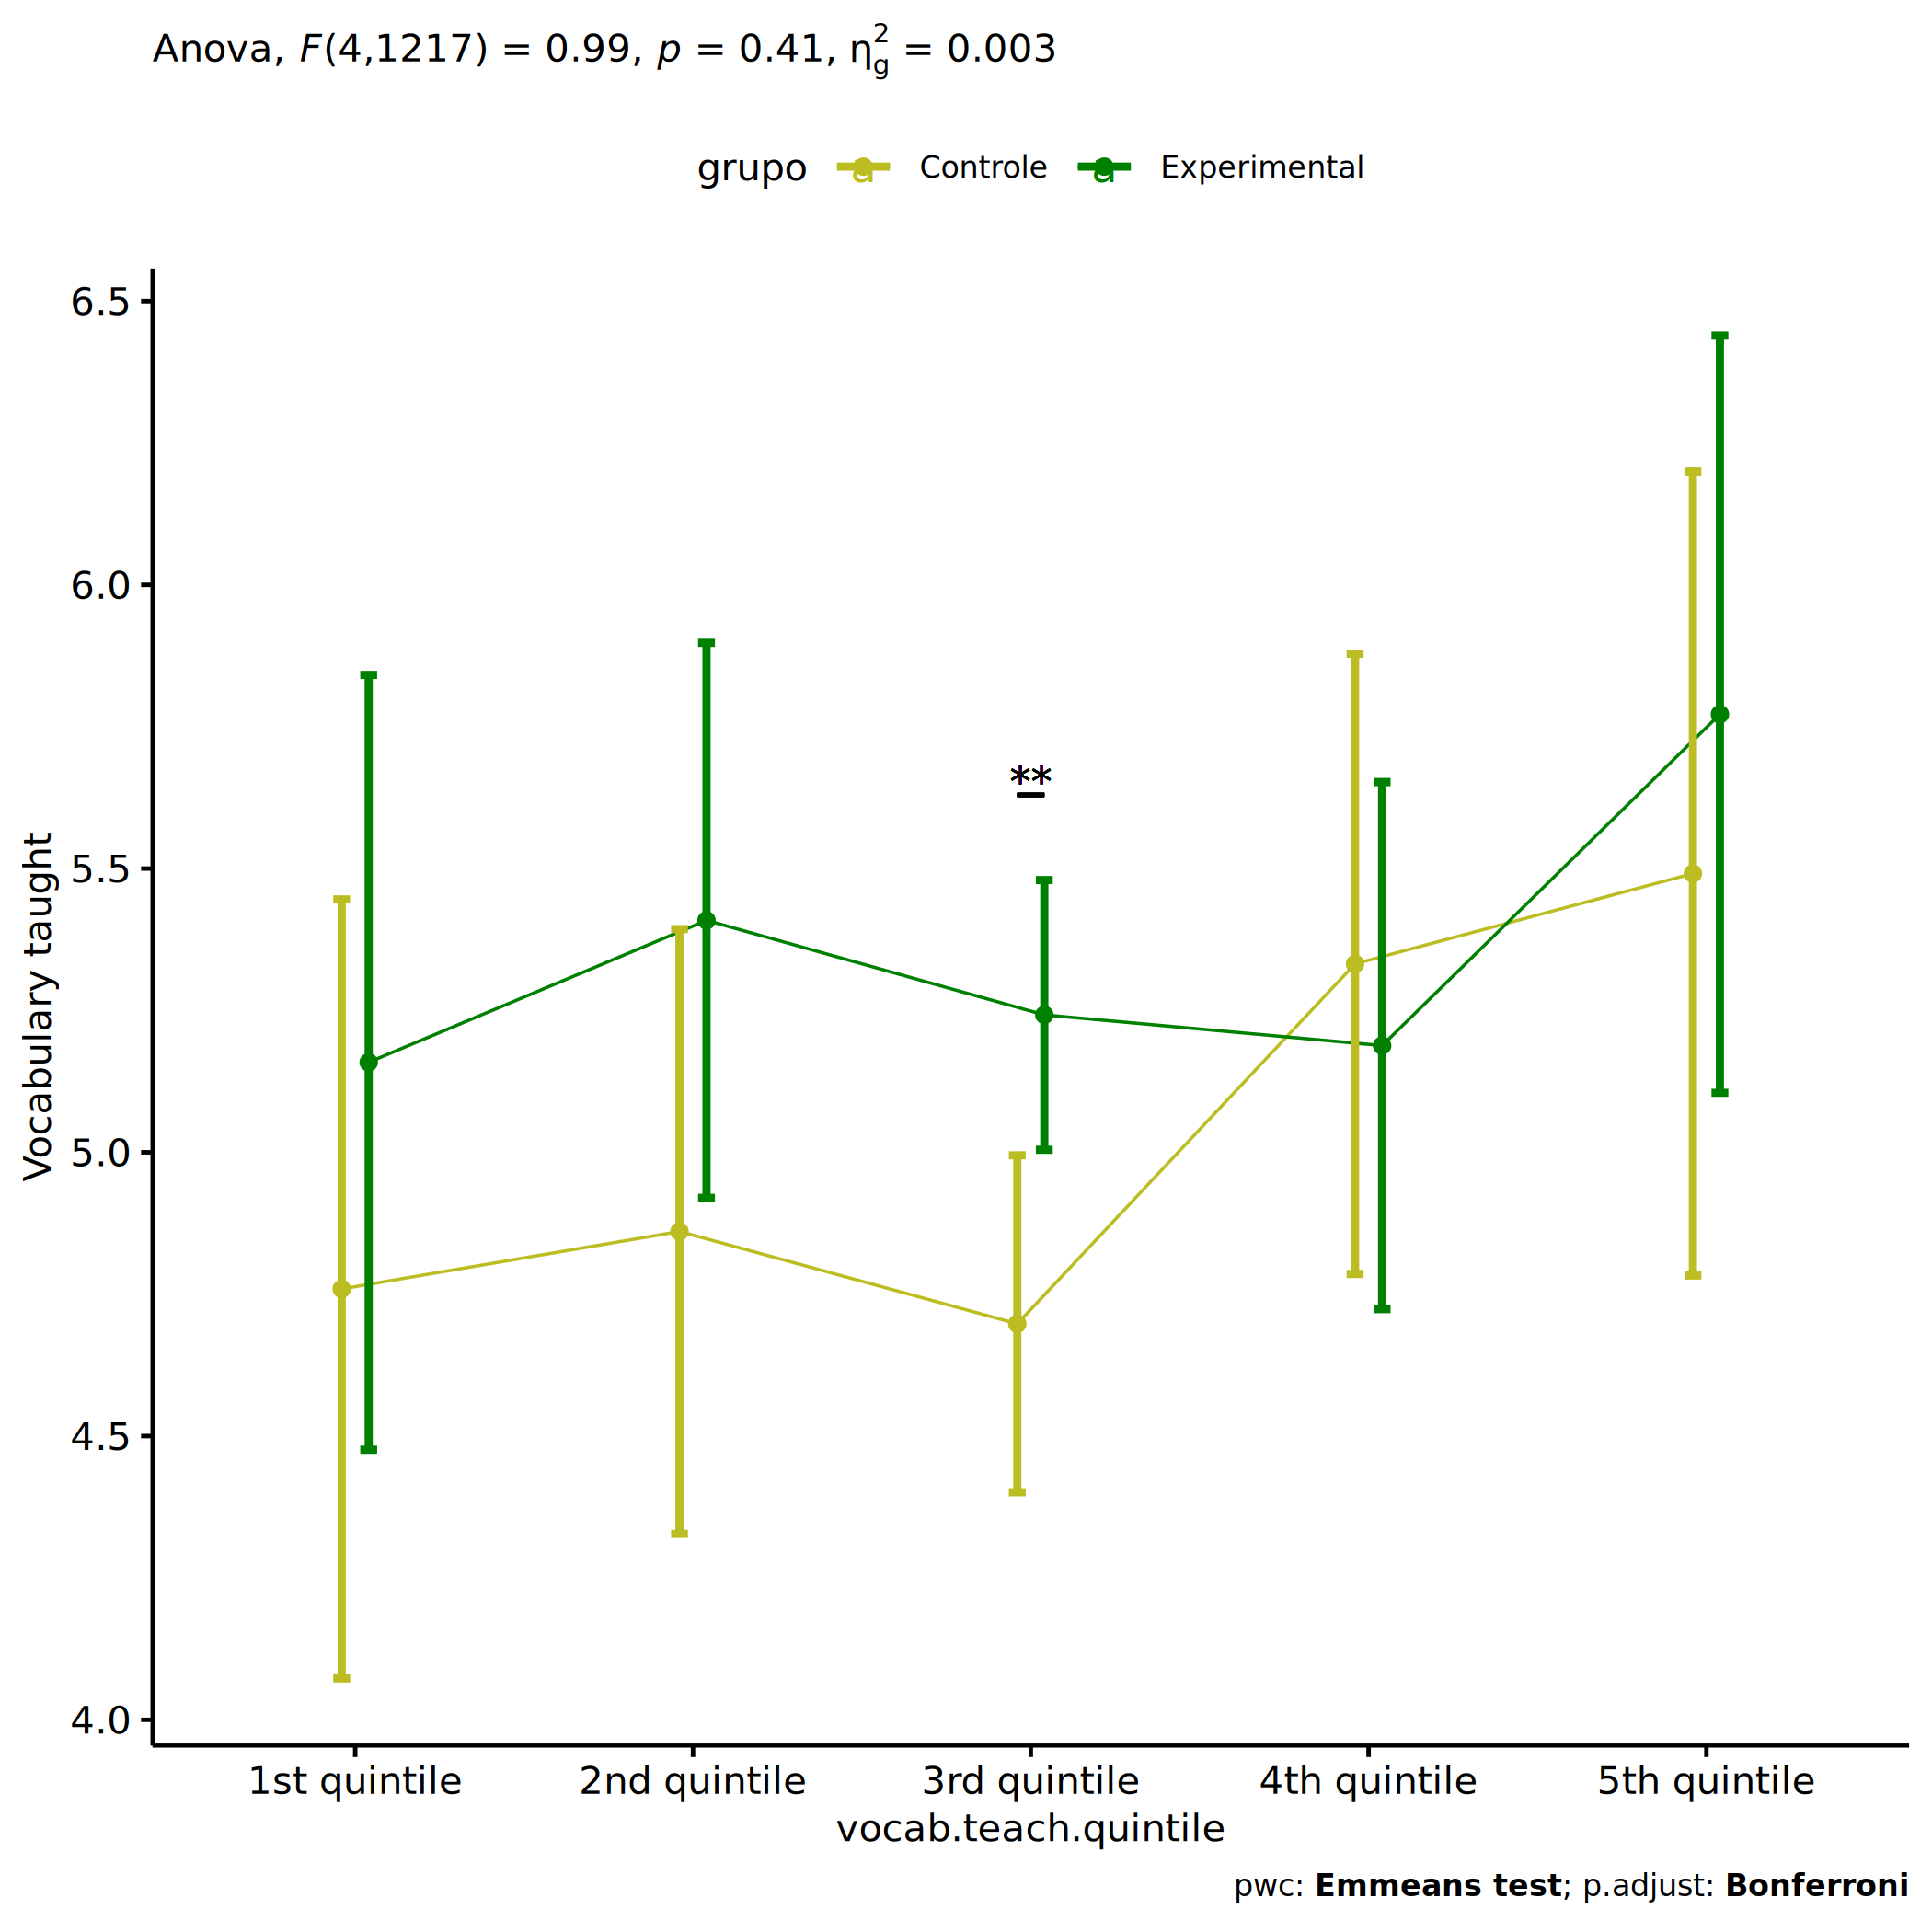 Anova, F(4,1217) = 0.99, p = 0.41, η²g = 0.003
grupo a Controle a Experimental
6.5
6.0
**
5.5
5.0
4.5
4.0
Vocabulary taught
1st quintile 2nd quintile 3rd quintile 4th quintile 5th quintile
vocab.teach.quintile
pwc: Emmeans test; p.adjust: Bonferroni